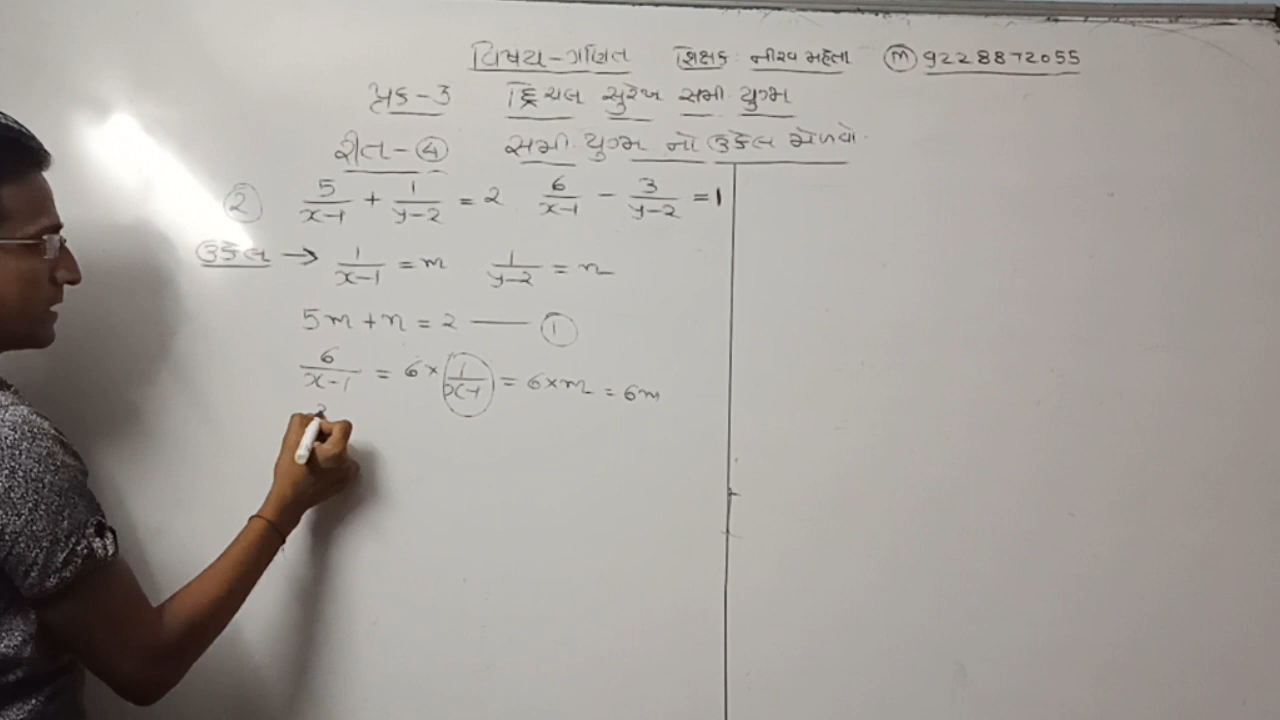 વિષય-ગણિત શિક્ષક: નીરવ મહેતા (M) 9228872055
પ્રક-3 દ્વિચલ સુરેખ સમી. યુગ્મ
રીત-④ સમી. યુગ્મ નો ઉકેલ મેળવો.
② 5/(x-1) + 1/(y-2) = 2 6/(x-1) - 3/(y-2) = 1
ઉકેલ → 1/(x-1) = m 1/(y-2) = n
5m + n = 2 —— ①
6/(x-1) = 6 × 1/(x-1) = 6 × m = 6m